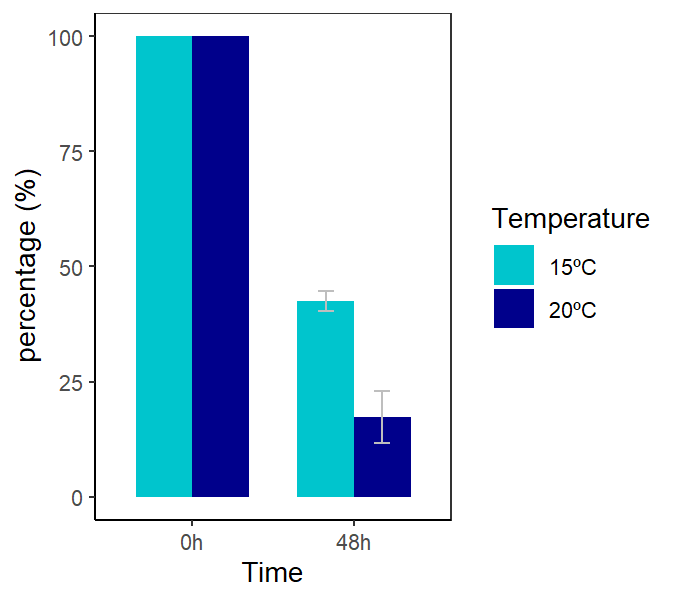 percentage (%)
100
75
50
25
0
0h
48h
Time
Temperature
15ºC
20ºC